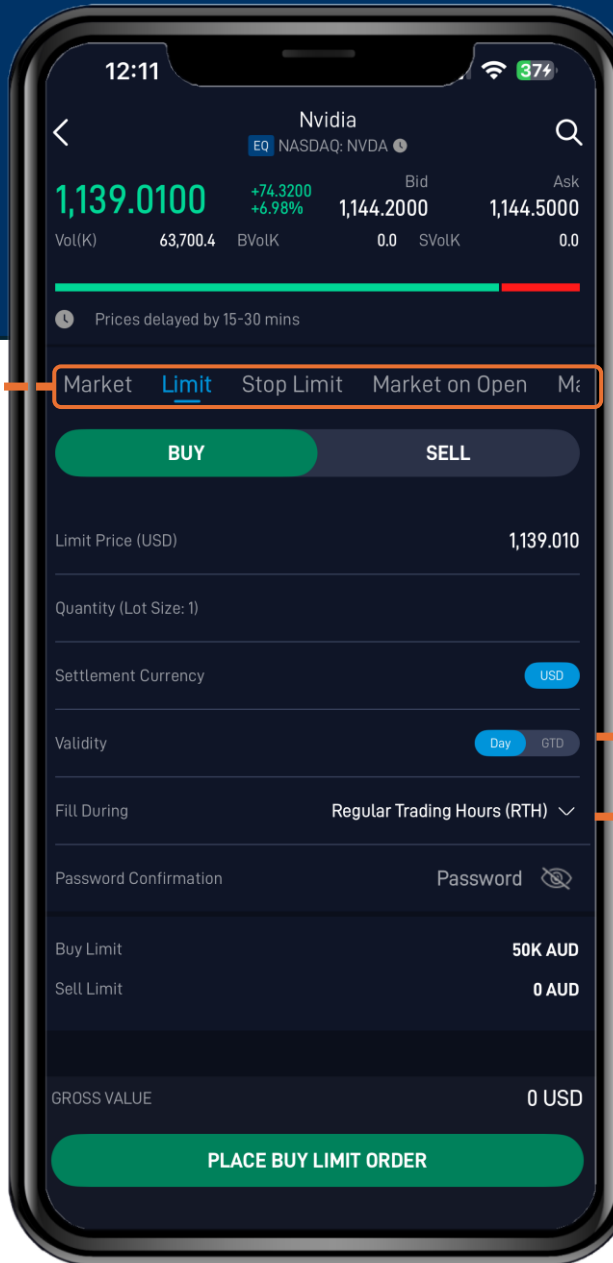 12:11 37
Nvidia
EQ NASDAQ: NVDA
1,139.0100 +74.3200 +6.98% Bid 1,144.2000 Ask 1,144.5000
Vol(K) 63,700.4 BVolK 0.0 SVolK 0.0
Prices delayed by 15-30 mins
Market Limit Stop Limit Market on Open Ma
BUY SELL
Limit Price (USD) 1,139.010
Quantity (Lot Size: 1)
Settlement Currency USD
Validity Day GTD
Fill During Regular Trading Hours (RTH)
Password Confirmation Password
Buy Limit 50K AUD
Sell Limit 0 AUD
GROSS VALUE 0 USD
PLACE BUY LIMIT ORDER